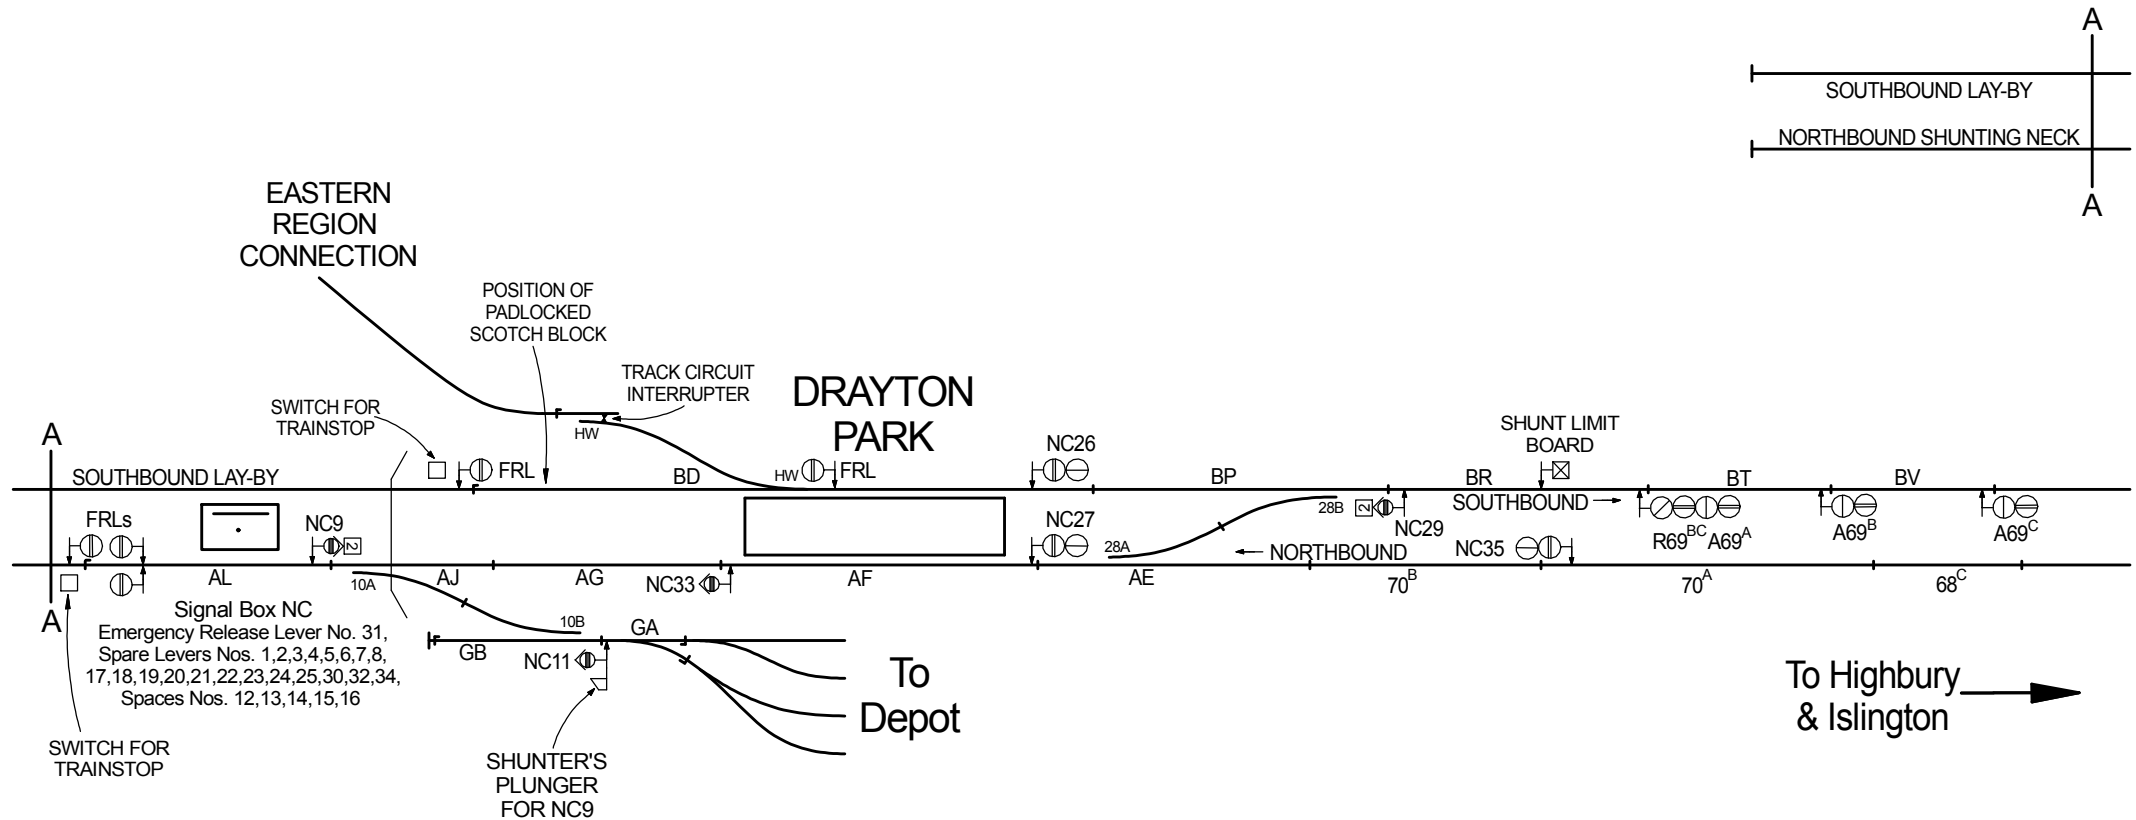 A
SOUTHBOUND LAY-BY
NORTHBOUND SHUNTING NECK
A
EASTERN
REGION
CONNECTION
POSITION OF
PADLOCKED
SCOTCH BLOCK
TRACK CIRCUIT
INTERRUPTER
SWITCH FOR
TRAINSTOP
DRAYTON
PARK
HW
A
SOUTHBOUND LAY-BY
FRL
BD
HW
FRL
NC26
BP
SHUNT LIMIT
BOARD
BR
SOUTHBOUND
BT
BV
FRLs
NC9
2
NC27
28A
28B
2
NC29
NORTHBOUND
NC35
R69BC
A69A
A69B
A69C
A
AL
10A
AJ
AG
NC33
AF
AE
70B
70A
68C
Signal Box NC
Emergency Release Lever No. 31,
Spare Levers Nos. 1,2,3,4,5,6,7,8,
17,18,19,20,21,22,23,24,25,30,32,34,
Spaces Nos. 12,13,14,15,16
10B
GA
GB
NC11
To
Depot
SWITCH FOR
TRAINSTOP
SHUNTER'S
PLUNGER
FOR NC9
To Highbury
& Islington